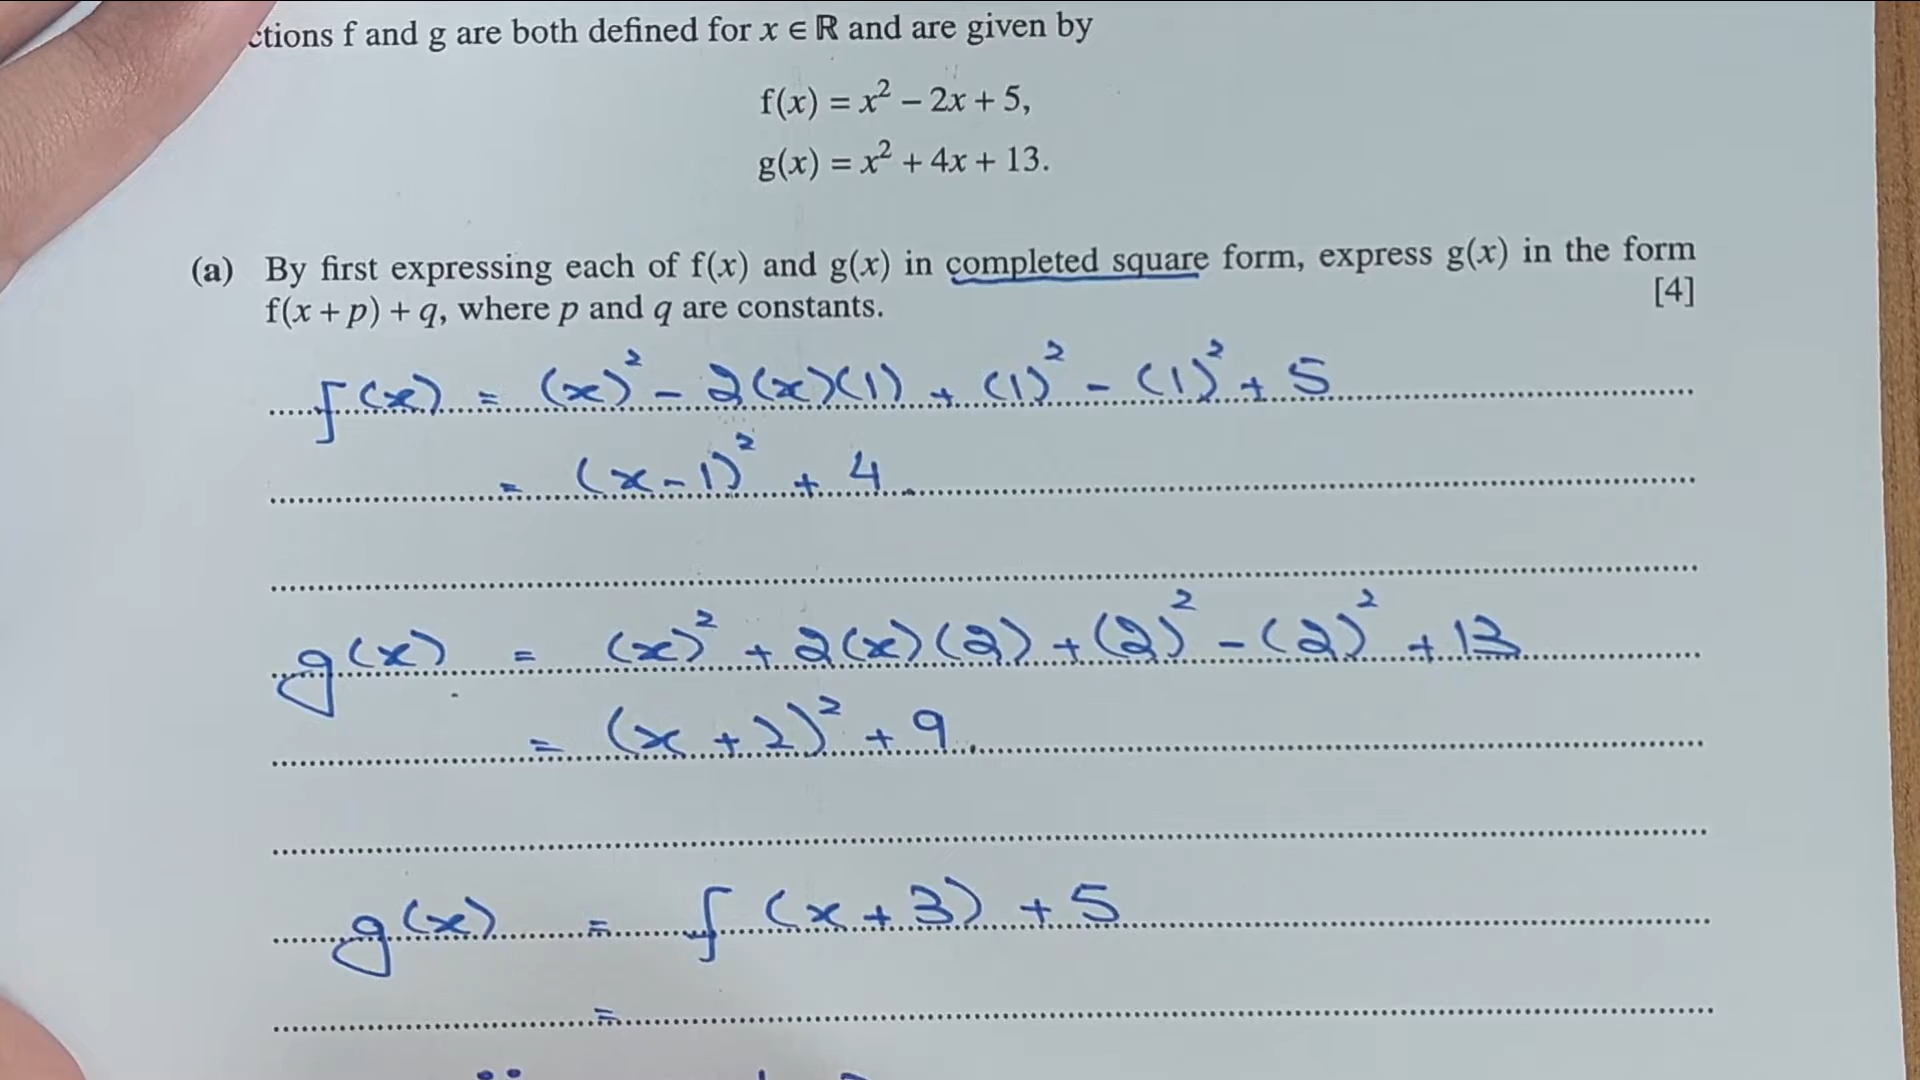 ctions f and g are both defined for x ∈ ℝ and are given by
f(x) = x² − 2x + 5,
g(x) = x² + 4x + 13.
(a) By first expressing each of f(x) and g(x) in completed square form, express g(x) in the form
f(x + p) + q, where p and q are constants. [4]
f(x) = (x)² − 2(x)(1) + (1)² − (1)² + 5
= (x − 1)² + 4.
g(x) = (x)² + 2(x)(2) + (2)² − (2)² + 13
= (x + 2)² + 9.
g(x) = f(x + 3) + 5
=